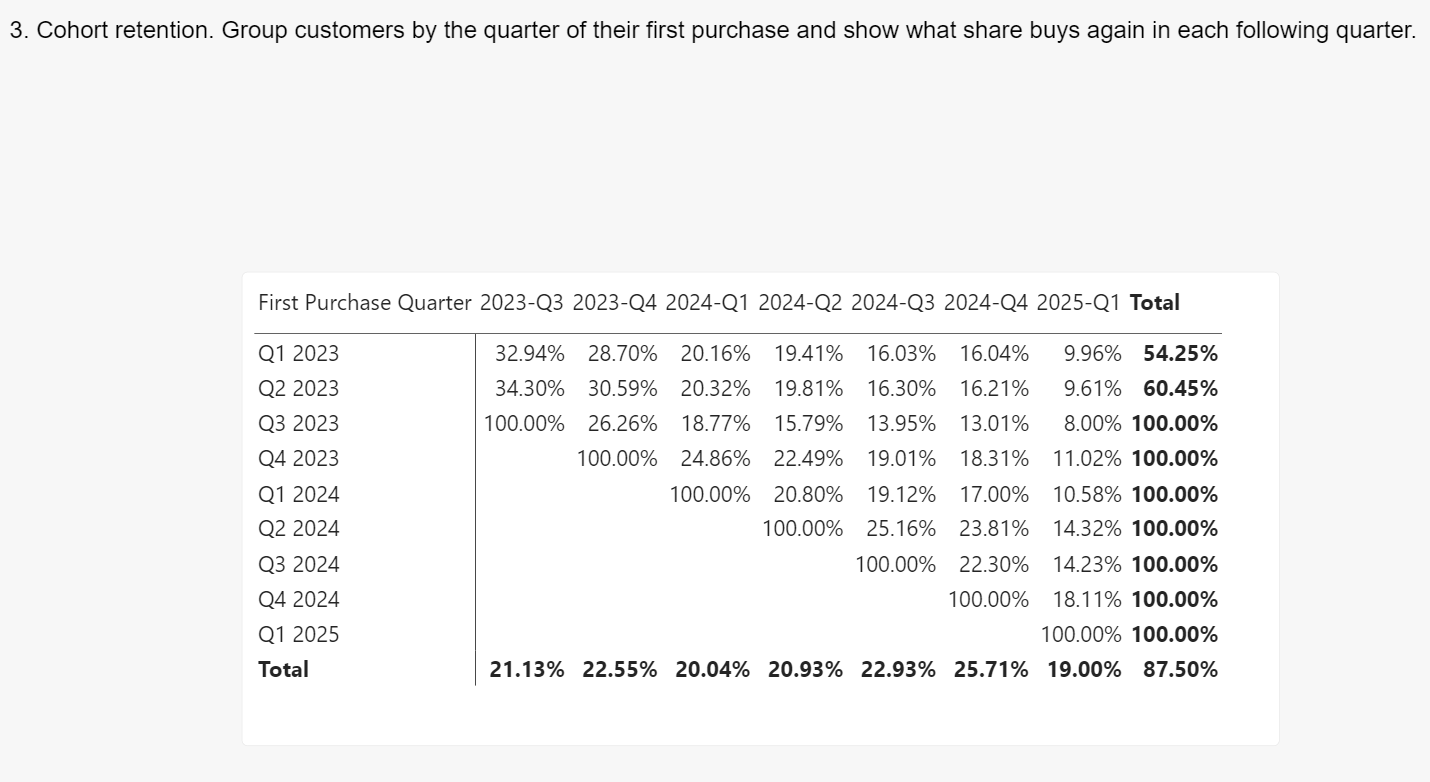 3. Cohort retention. Group customers by the quarter of their first purchase and show what share buys again in each following quarter.
First Purchase Quarter 2023-Q3 2023-Q4 2024-Q1 2024-Q2 2024-Q3 2024-Q4 2025-Q1 Total
Q1 2023 32.94% 28.70% 20.16% 19.41% 16.03% 16.04% 9.96% 54.25%
Q2 2023 34.30% 30.59% 20.32% 19.81% 16.30% 16.21% 9.61% 60.45%
Q3 2023 100.00% 26.26% 18.77% 15.79% 13.95% 13.01% 8.00% 100.00%
Q4 2023 100.00% 24.86% 22.49% 19.01% 18.31% 11.02% 100.00%
Q1 2024 100.00% 20.80% 19.12% 17.00% 10.58% 100.00%
Q2 2024 100.00% 25.16% 23.81% 14.32% 100.00%
Q3 2024 100.00% 22.30% 14.23% 100.00%
Q4 2024 100.00% 18.11% 100.00%
Q1 2025 100.00% 100.00%
Total 21.13% 22.55% 20.04% 20.93% 22.93% 25.71% 19.00% 87.50%